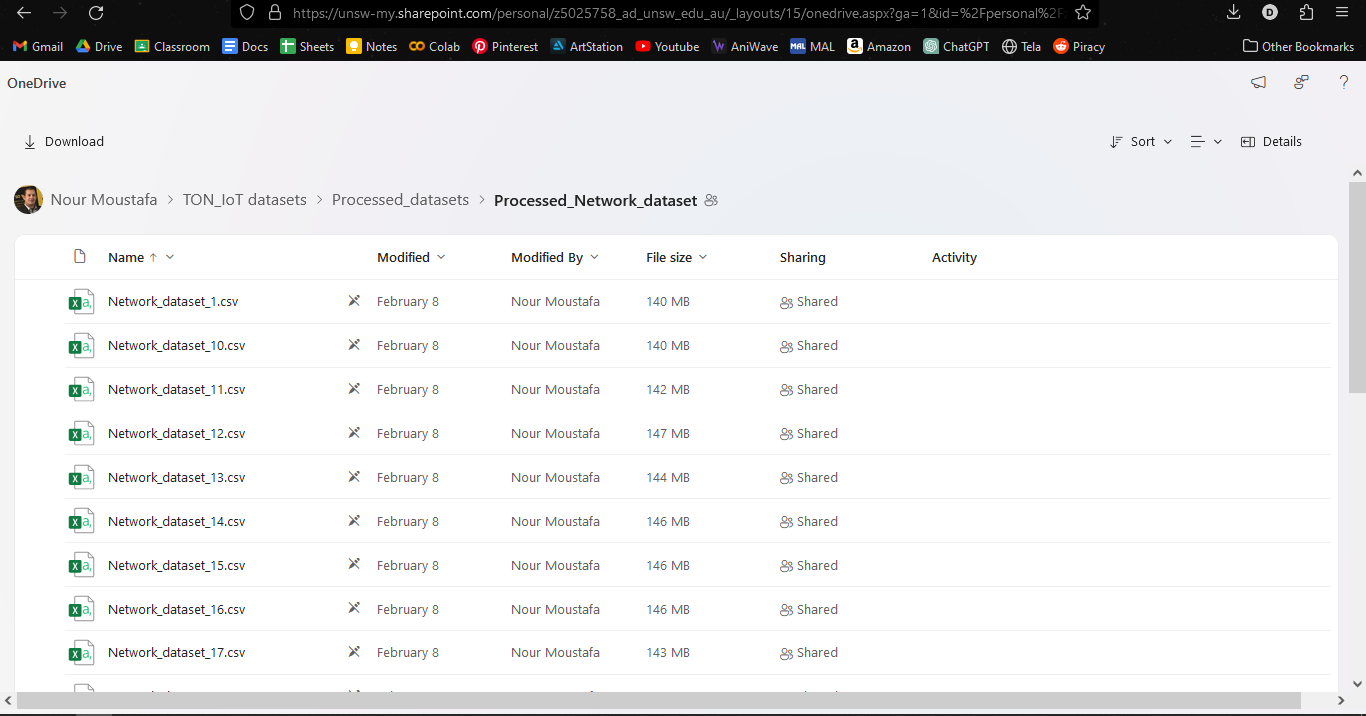 https://unsw-my.sharepoint.com/personal/z5025758_ad_unsw_edu_au/_layouts/15/onedrive.aspx?ga=1&id=%2Fpersonal%2F
D
Gmail Drive Classroom Docs Sheets Notes Colab Pinterest ArtStation Youtube AniWave MAL MAL Amazon ChatGPT Tela Piracy Other Bookmarks
OneDrive
Download Sort Details
Nour Moustafa > TON_IoT datasets > Processed_datasets > Processed_Network_dataset
Name Modified Modified By File size Sharing Activity
Network_dataset_1.csv February 8 Nour Moustafa 140 MB Shared
Network_dataset_10.csv February 8 Nour Moustafa 140 MB Shared
Network_dataset_11.csv February 8 Nour Moustafa 142 MB Shared
Network_dataset_12.csv February 8 Nour Moustafa 147 MB Shared
Network_dataset_13.csv February 8 Nour Moustafa 144 MB Shared
Network_dataset_14.csv February 8 Nour Moustafa 146 MB Shared
Network_dataset_15.csv February 8 Nour Moustafa 146 MB Shared
Network_dataset_16.csv February 8 Nour Moustafa 146 MB Shared
Network_dataset_17.csv February 8 Nour Moustafa 143 MB Shared